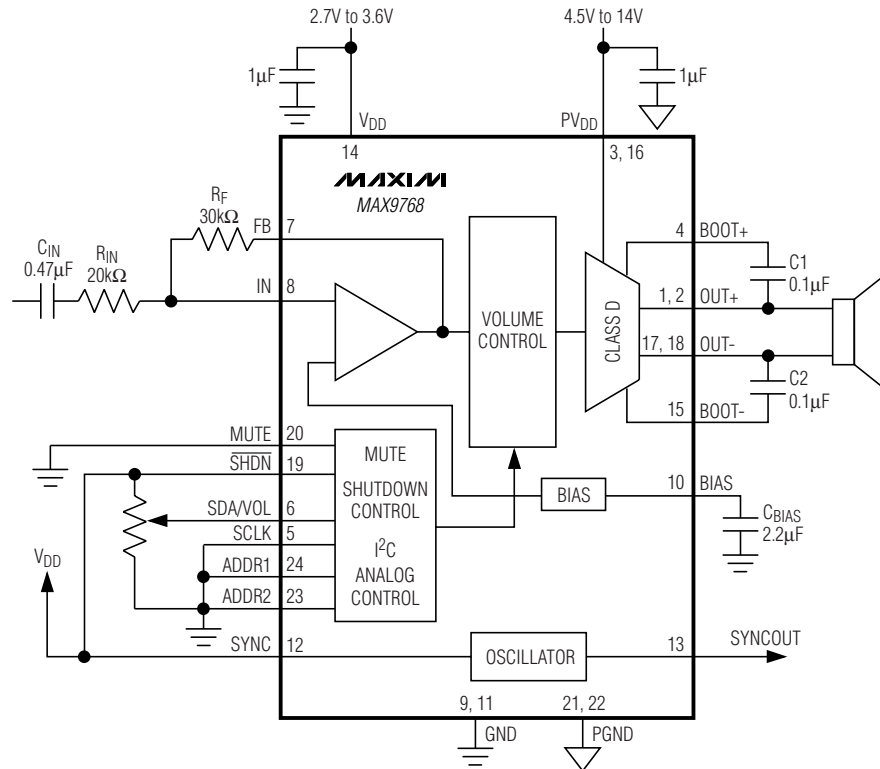 2.7V to 3.6V
4.5V to 14V
1µF
1µF
VDD
PVDD
14
3, 16
MAXIM
MAX9768
RF
30kΩ
FB
7
CIN
0.47µF
RIN
20kΩ
IN
8
VOLUME
CONTROL
CLASS D
4
BOOT+
C1
0.1µF
1, 2
OUT+
17, 18
OUT-
C2
0.1µF
15
BOOT-
MUTE
20
SHDN
19
SDA/VOL
6
SCLK
5
ADDR1
24
ADDR2
23
MUTE
SHUTDOWN
CONTROL
I²C
ANALOG
CONTROL
BIAS
10
BIAS
CBIAS
2.2µF
VDD
SYNC
12
OSCILLATOR
13
SYNCOUT
9, 11
GND
21, 22
PGND